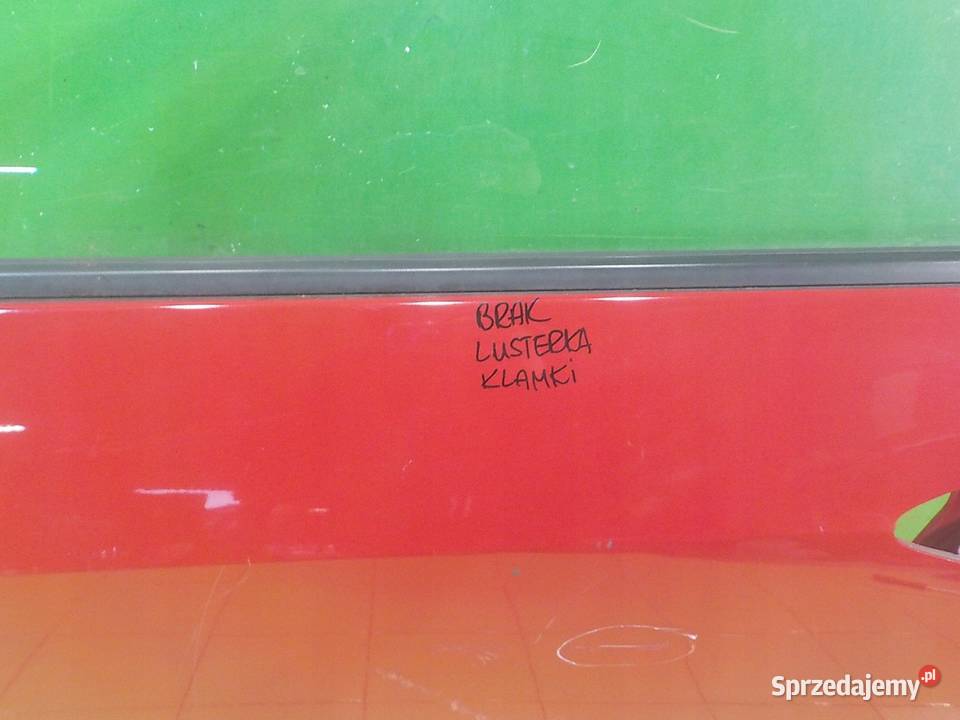 BRAK
LUSTERKA
KLAMKi
Sprzedajemy.pl